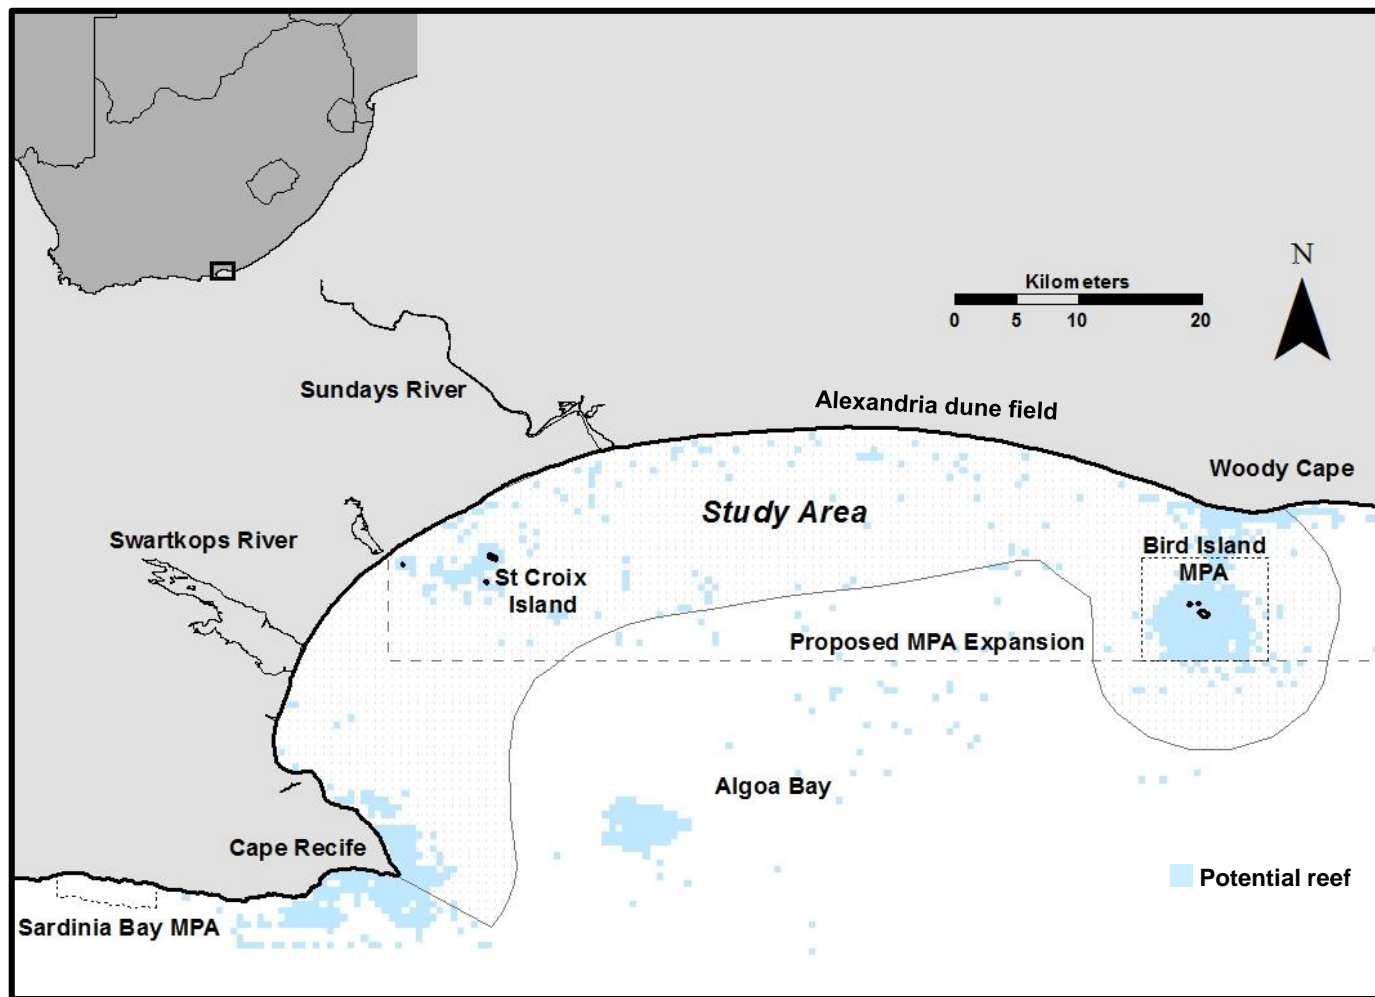 N
Kilometers
0 5 10 20
Sundays River
Alexandria dune field
Woody Cape
Study Area
Swartkops River
Bird Island
MPA
St Croix
Island
Proposed MPA Expansion
Algoa Bay
Cape Recife
Potential reef
Sardinia Bay MPA